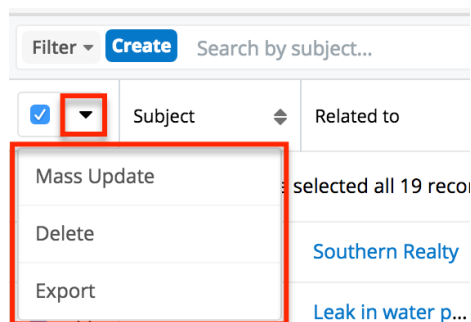 Filter Create Search by subject...
Subject Related to
Mass Update
selected all 19
Delete
Southern Realty
Export
Leak in water p...